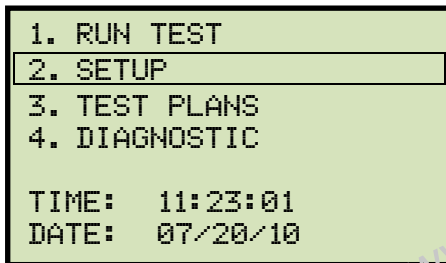 1. RUN TEST
2. SETUP
3. TEST PLANS
4. DIAGNOSTIC
TIME: 11:23:01
DATE: 07/20/10